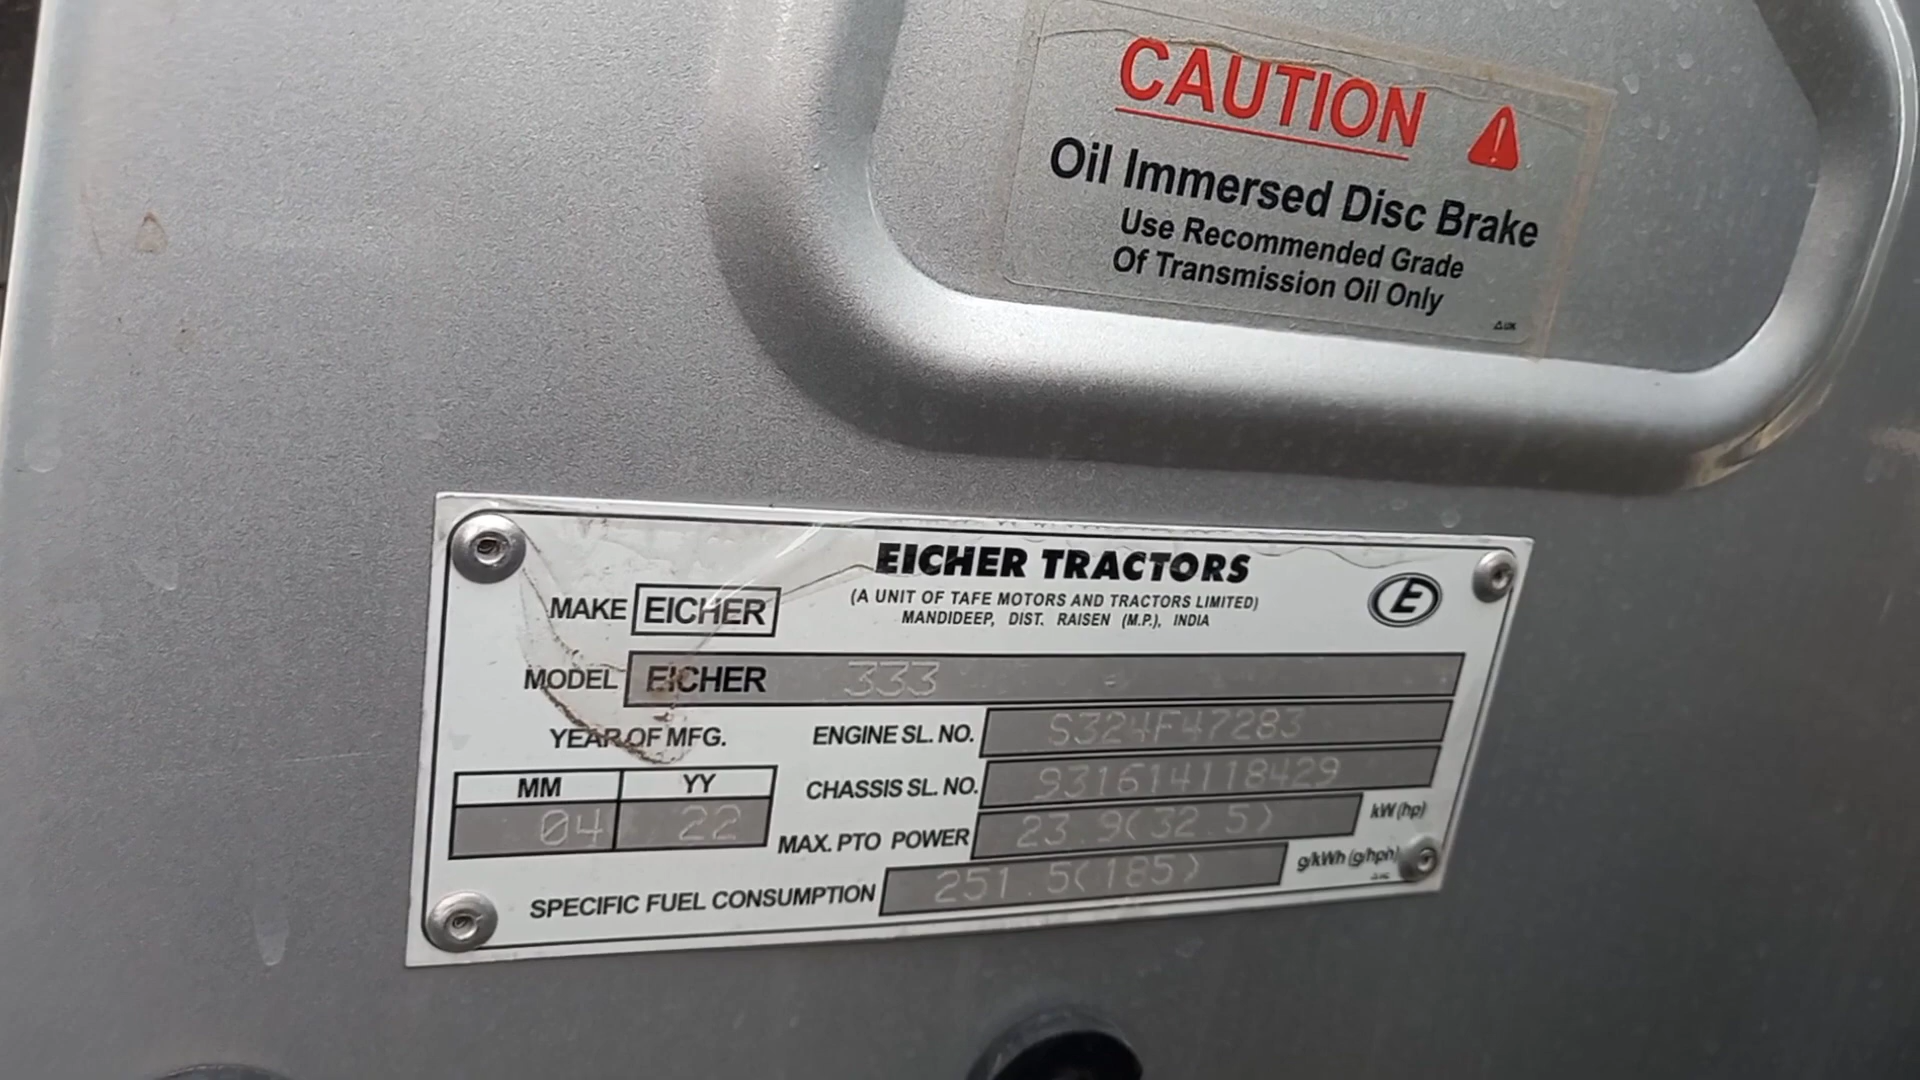 CAUTION
Oil Immersed Disc Brake
Use Recommended Grade
Of Transmission Oil Only
EICHER TRACTORS
(A UNIT OF TAFE MOTORS AND TRACTORS LIMITED)
MANDIDEEP, DIST. RAISEN (M.P.), INDIA
E
MAKE EICHER
MODEL EICHER 333
YEAR OF MFG.
MM YY
04 22
ENGINE SL. NO. S324F47283
CHASSIS SL. NO. 931614118429
MAX. PTO POWER 23.9(32.5) kW (hp)
SPECIFIC FUEL CONSUMPTION 251.5(185) g/kWh (g/hph)